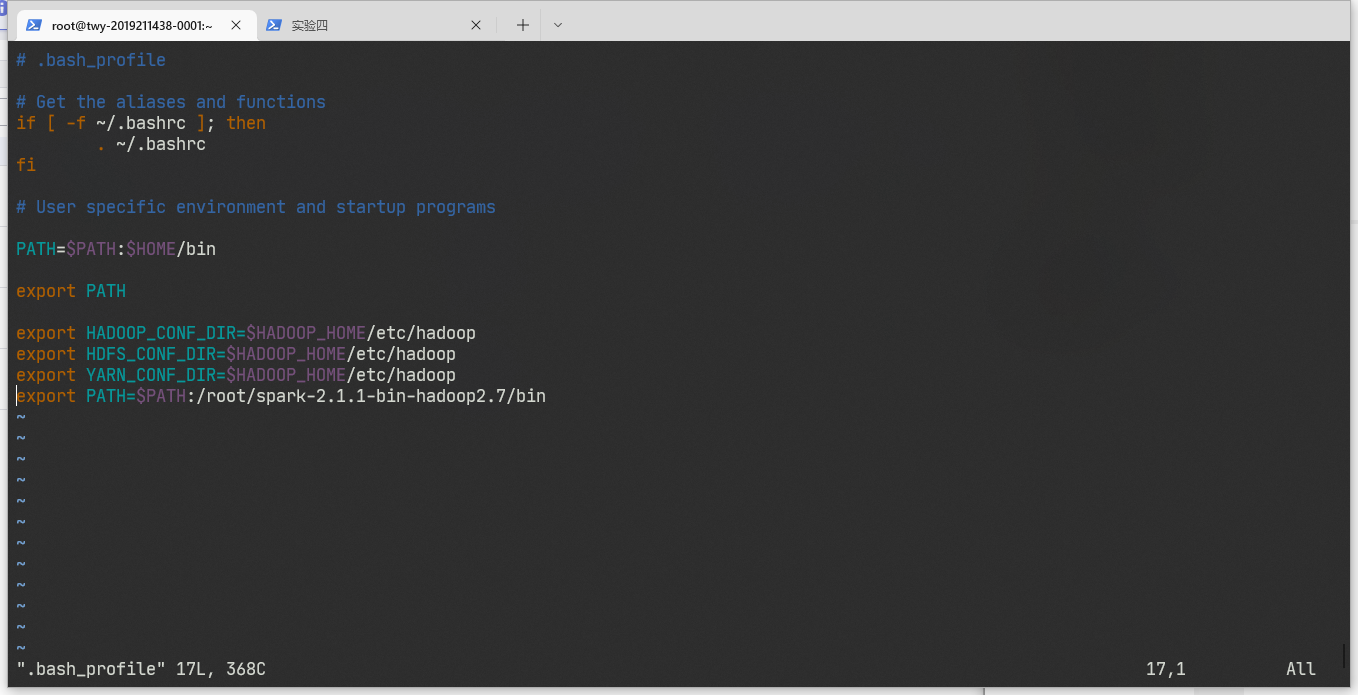 root@twy-2019211438-0001:~
实验四
# .bash_profile
# Get the aliases and functions
if [ -f ~/.bashrc ]; then
. ~/.bashrc
fi
# User specific environment and startup programs
PATH=$PATH:$HOME/bin
export PATH
export HADOOP_CONF_DIR=$HADOOP_HOME/etc/hadoop
export HDFS_CONF_DIR=$HADOOP_HOME/etc/hadoop
export YARN_CONF_DIR=$HADOOP_HOME/etc/hadoop
export PATH=$PATH:/root/spark-2.1.1-bin-hadoop2.7/bin
~
~
~
~
~
~
~
~
~
~
~
~
".bash_profile" 17L, 368C 17,1 All